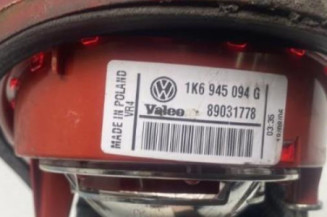 MADE IN POLAND
VR4
1K6 945 094 G
Valeo 89031778
03:35